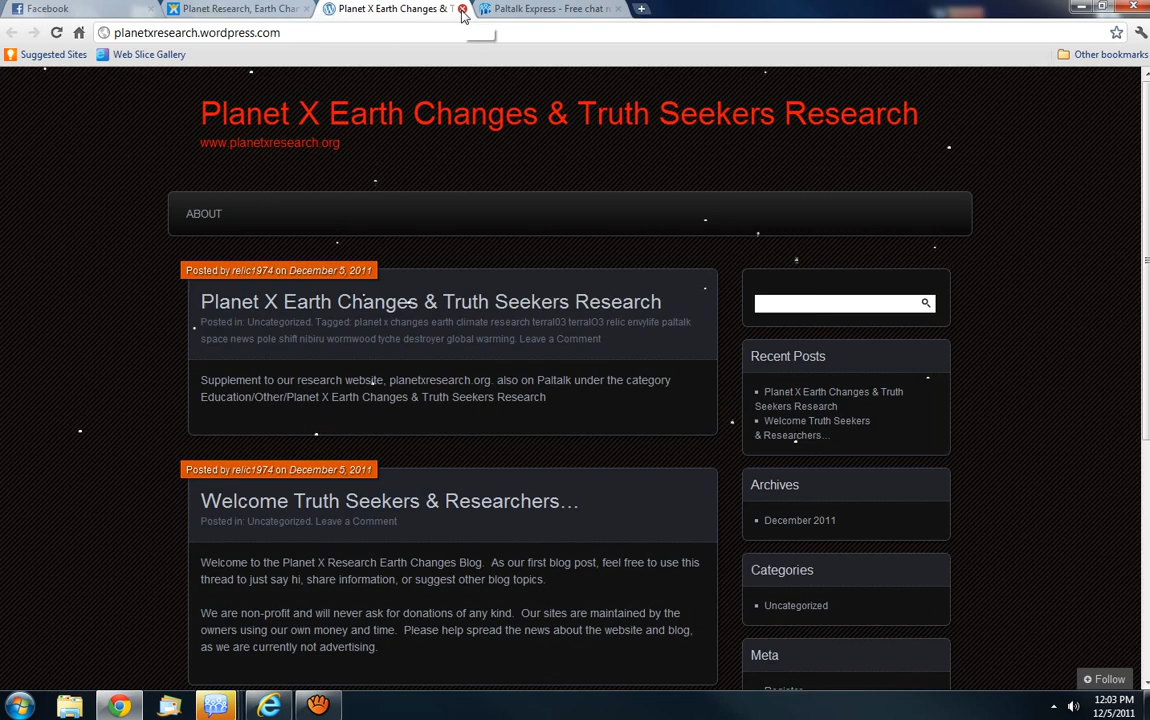 Facebook
Planet Research, Earth Char
Planet X Earth Changes & T
Paltalk Express - Free chat r
planetxresearch.wordpress.com
Suggested Sites
Web Slice Gallery
Other bookmarks
Planet X Earth Changes & Truth Seekers Research
www.planetxresearch.org
ABOUT
Posted by relic1974 on December 5, 2011
Planet X Earth Changes & Truth Seekers Research
Posted in: Uncategorized. Tagged: planet x changes earth climate research terral03 terralO3 relic envylife paltalk
space news pole shift nibiru wormwood tyche destroyer global warming. Leave a Comment
Supplement to our research website, planetxresearch.org. also on Paltalk under the category
Education/Other/Planet X Earth Changes & Truth Seekers Research
Posted by relic1974 on December 5, 2011
Welcome Truth Seekers & Researchers…
Posted in: Uncategorized. Leave a Comment
Welcome to the Planet X Research Earth Changes Blog.  As our first blog post, feel free to use this
thread to just say hi, share information, or suggest other blog topics.
We are non-profit and will never ask for donations of any kind.  Our sites are maintained by the
owners using our own money and time.  Please help spread the news about the website and blog,
as we are currently not advertising.
Recent Posts
Planet X Earth Changes & Truth
Seekers Research
Welcome Truth Seekers
& Researchers…
Archives
December 2011
Categories
Uncategorized
Meta
Register
Follow
12:03 PM
12/5/2011